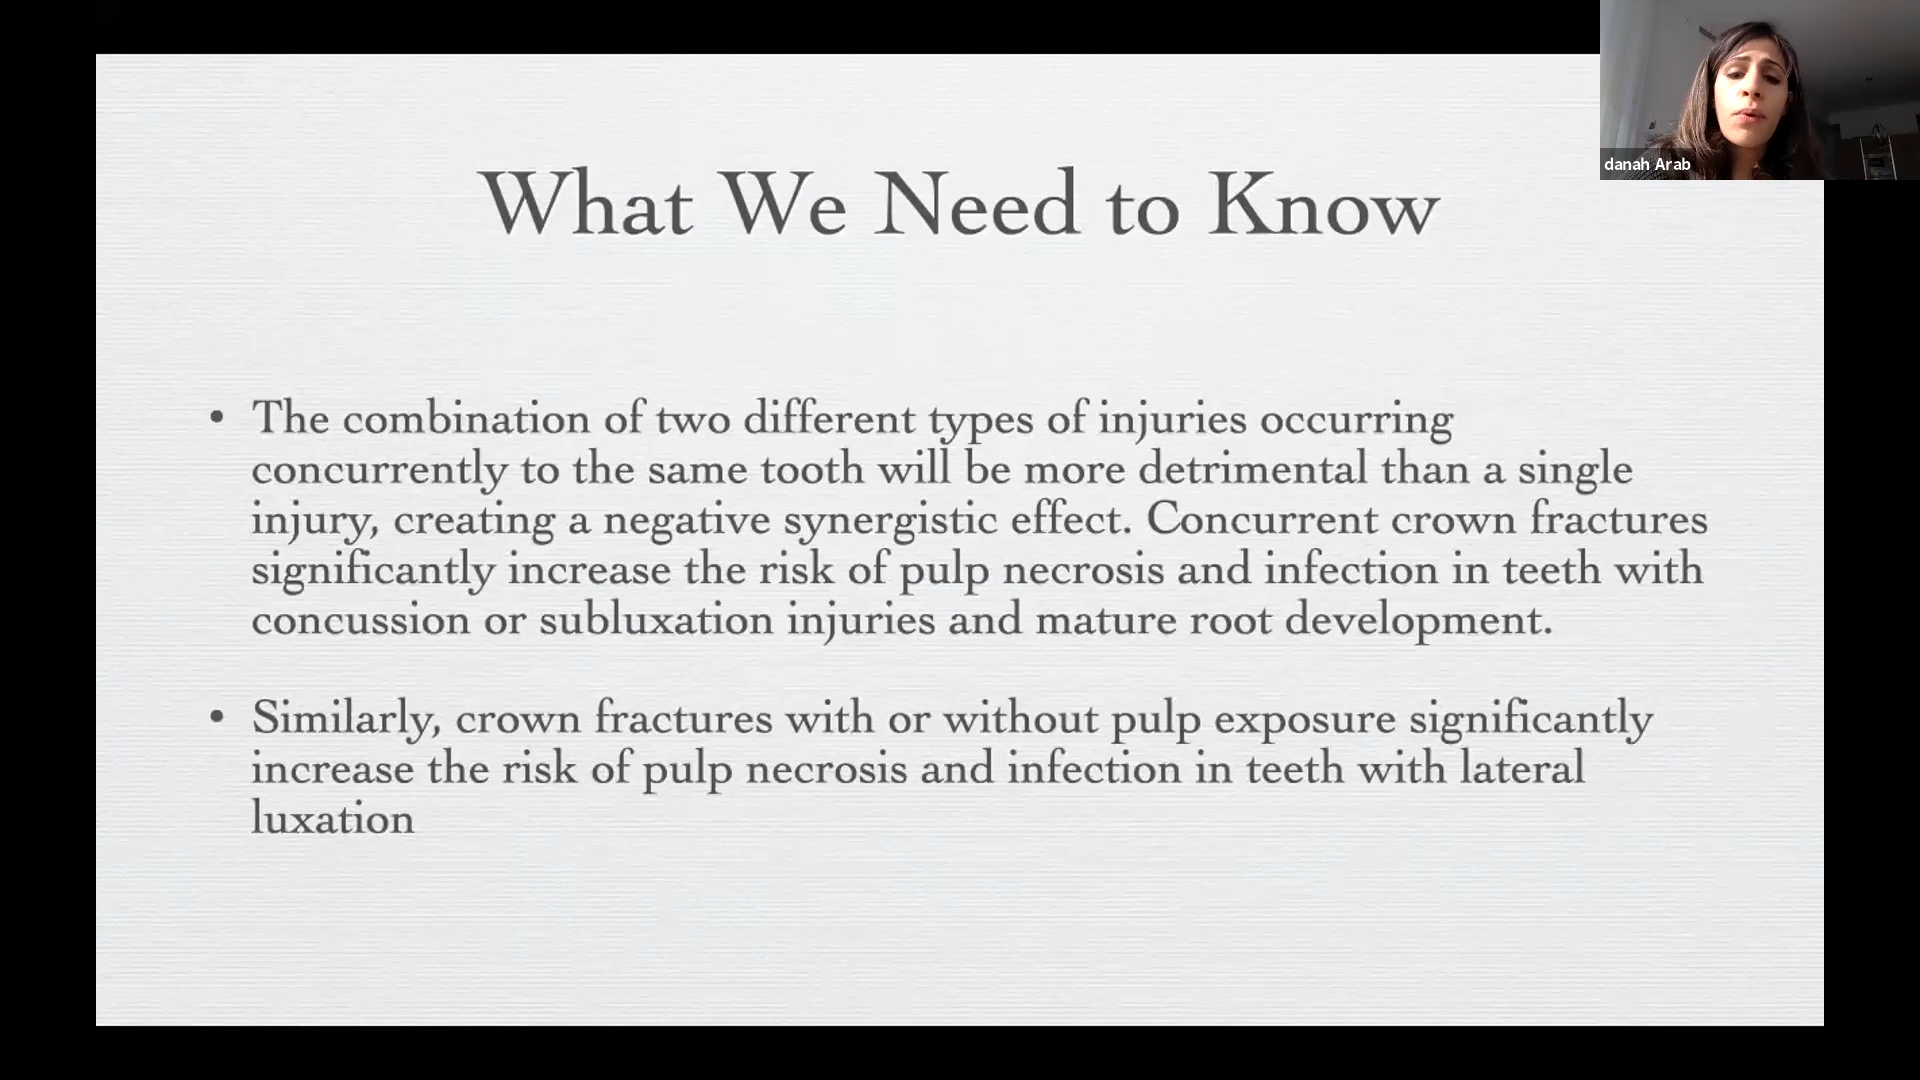 danah Arab
What We Need to Know
• The combination of two different types of injuries occurring
concurrently to the same tooth will be more detrimental than a single
injury, creating a negative synergistic effect. Concurrent crown fractures
significantly increase the risk of pulp necrosis and infection in teeth with
concussion or subluxation injuries and mature root development.
• Similarly, crown fractures with or without pulp exposure significantly
increase the risk of pulp necrosis and infection in teeth with lateral
luxation